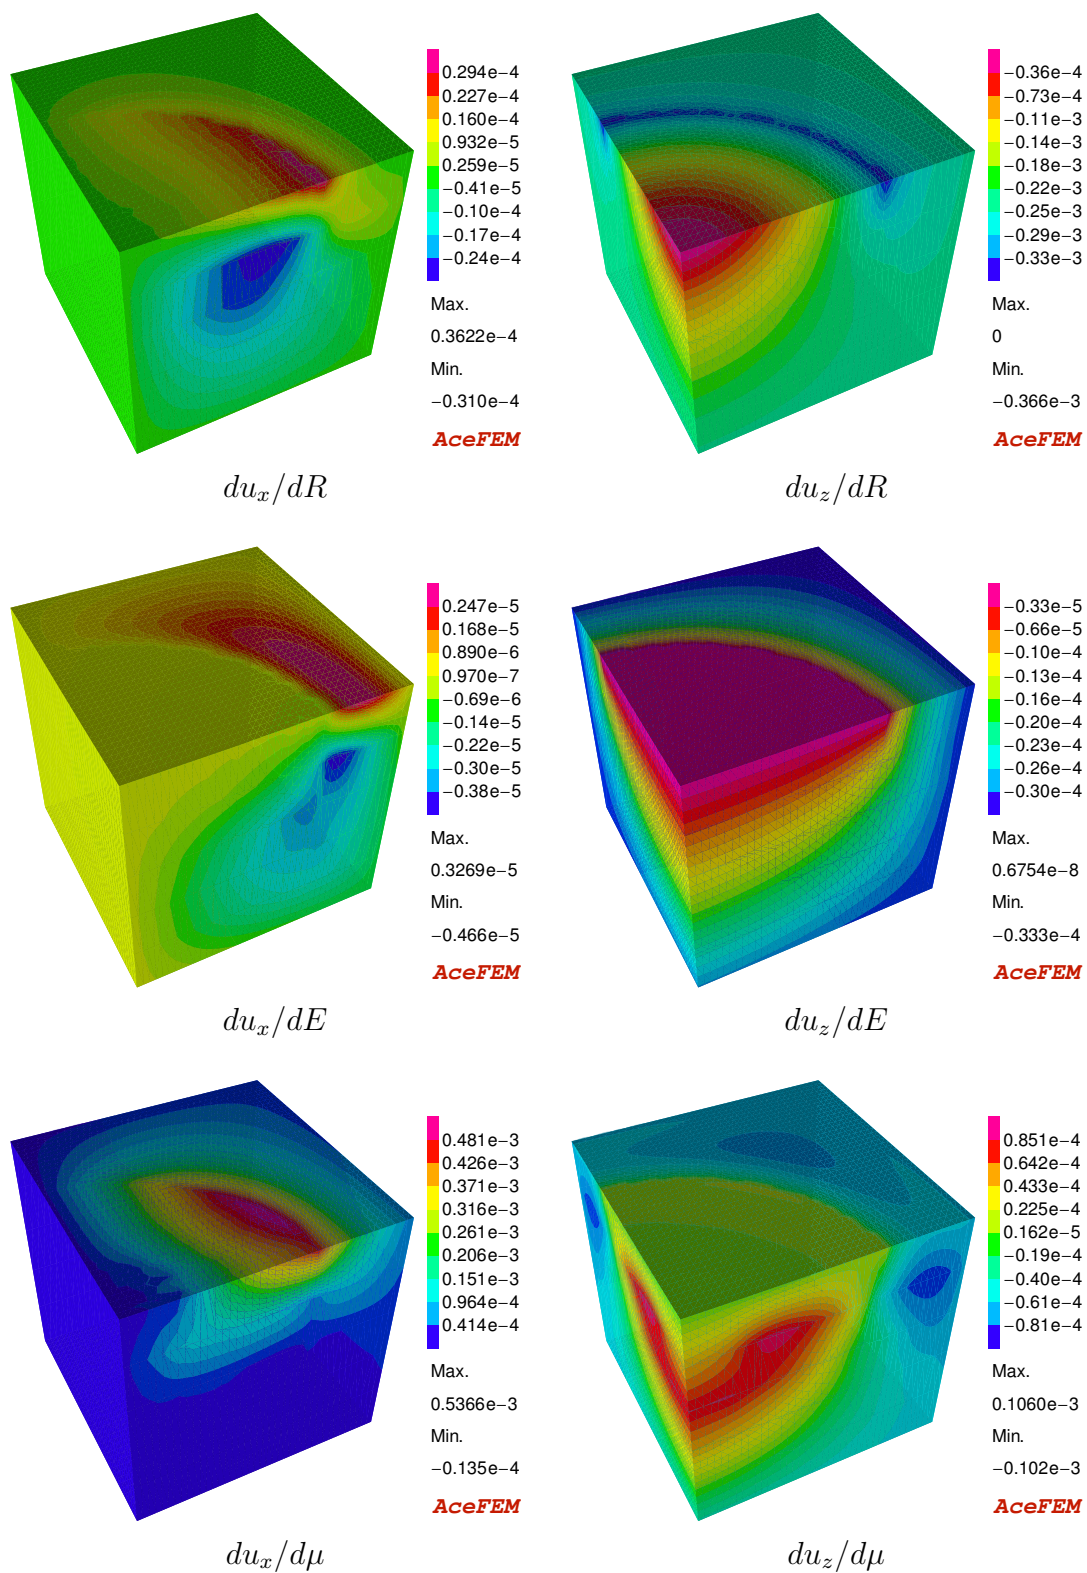 0.294e−4
0.227e−4
0.160e−4
0.932e−5
0.259e−5
−0.41e−5
−0.10e−4
−0.17e−4
−0.24e−4
Max.
0.3622e−4
Min.
−0.310e−4
AceFEM
du_x/dR
−0.36e−4
−0.73e−4
−0.11e−3
−0.14e−3
−0.18e−3
−0.22e−3
−0.25e−3
−0.29e−3
−0.33e−3
Max.
0
Min.
−0.366e−3
AceFEM
du_z/dR
0.247e−5
0.168e−5
0.890e−6
0.970e−7
−0.69e−6
−0.14e−5
−0.22e−5
−0.30e−5
−0.38e−5
Max.
0.3269e−5
Min.
−0.466e−5
AceFEM
du_x/dE
−0.33e−5
−0.66e−5
−0.10e−4
−0.13e−4
−0.16e−4
−0.20e−4
−0.23e−4
−0.26e−4
−0.30e−4
Max.
0.6754e−8
Min.
−0.333e−4
AceFEM
du_z/dE
0.481e−3
0.426e−3
0.371e−3
0.316e−3
0.261e−3
0.206e−3
0.151e−3
0.964e−4
0.414e−4
Max.
0.5366e−3
Min.
−0.135e−4
AceFEM
du_x/dμ
0.851e−4
0.642e−4
0.433e−4
0.225e−4
0.162e−5
−0.19e−4
−0.40e−4
−0.61e−4
−0.81e−4
Max.
0.1060e−3
Min.
−0.102e−3
AceFEM
du_z/dμ